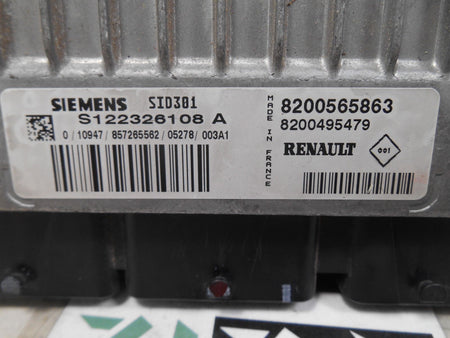 SIEMENS SID301
S122326108 A
0/10947/857265562/05278/003A1
MADE IN FRANCE
8200565863
8200495479
RENAULT 001